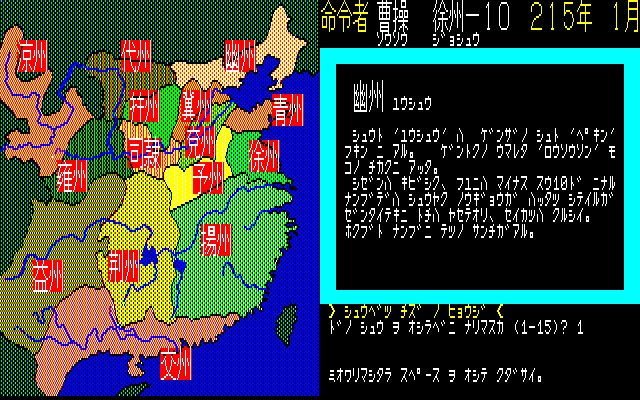 命令者 曹操 徐州-10 215年 1月
ソウソウ ジョシュウ
幽州 ユウシュウ
シュウト「ユウシュウ」ハ、ゲンザイノ シュト「ペキン」
フキンニ アル。 ゲントクノ ウマレタ「ロウソウソン」モ
コノ チカクニ アッタ。
シゼンハ キビシク、フユニハ マイナス スウ10ド ニナル
ナンブデハ シュウヤク ノウギョウガ ハッタツ シテイルガ
ゼンタイテキニ トチハ ヤセテオリ、セイカツハ クルシイ。
ホクブト ナンブニ テツノ サンチガアル。
> シュウベツ チズ ノ ヒョウジ <
ドノ シュウ ヲ オシラベニ ナリマスカ (1-15)? 1
ミオワリマシタラ スペース ヲ オシテ クダサイ。
涼州
代州
幽州
并州
冀州
青州
司隷
兗州
徐州
雍州
予州
揚州
荊州
益州
交州